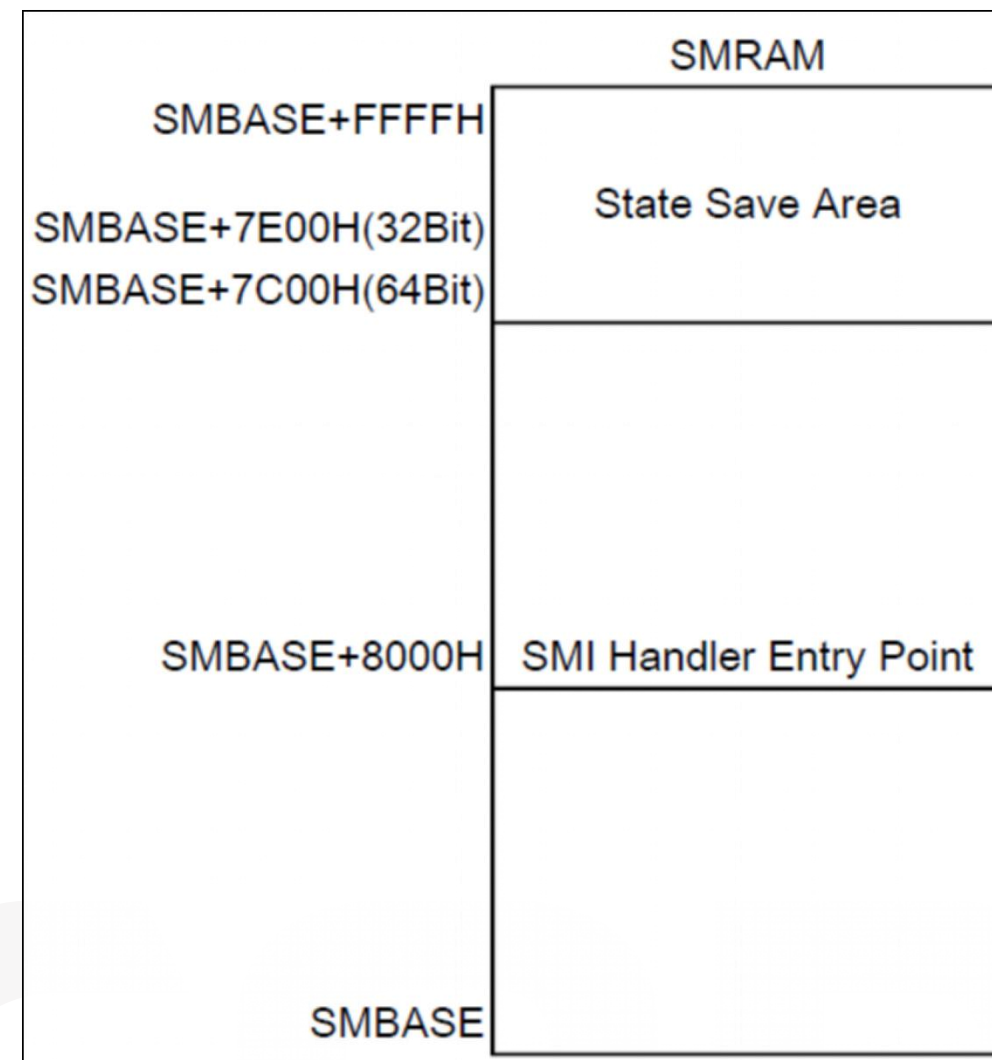 SMRAM
SMBASE+FFFFH
State Save Area
SMBASE+7E00H(32Bit)
SMBASE+7C00H(64Bit)
SMBASE+8000H
SMI Handler Entry Point
SMBASE